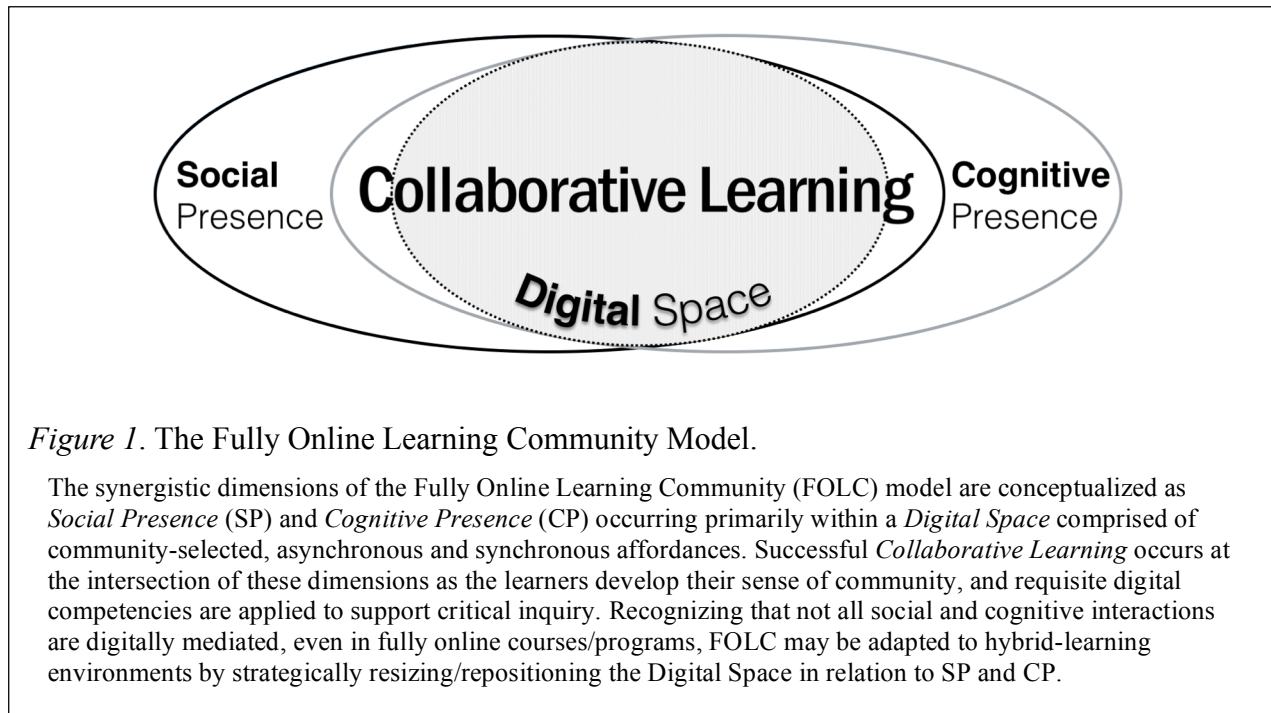 Social
Presence
Collaborative Learning
Cognitive
Presence
Digital Space
Figure 1. The Fully Online Learning Community Model.
The synergistic dimensions of the Fully Online Learning Community (FOLC) model are conceptualized as
Social Presence (SP) and Cognitive Presence (CP) occurring primarily within a Digital Space comprised of
community-selected, asynchronous and synchronous affordances. Successful Collaborative Learning occurs at
the intersection of these dimensions as the learners develop their sense of community, and requisite digital
competencies are applied to support critical inquiry. Recognizing that not all social and cognitive interactions
are digitally mediated, even in fully online courses/programs, FOLC may be adapted to hybrid-learning
environments by strategically resizing/repositioning the Digital Space in relation to SP and CP.